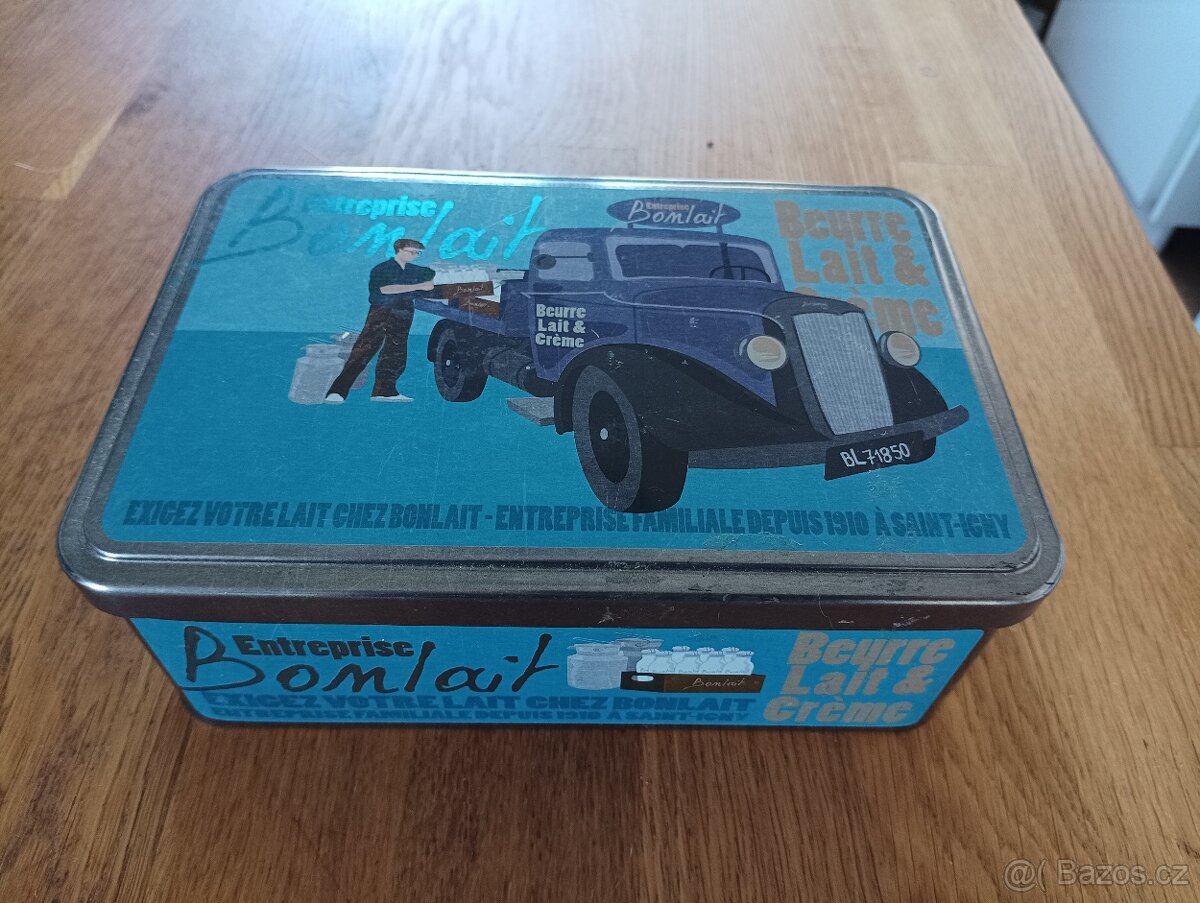 Entreprise
Bonlait
Entreprise
Bonlait
Beurre
Lait &
Crème
Beurre
Lait &
Crème
Bonlait
BL71850
EXIGEZ VOTRE LAIT CHEZ BONLAIT - ENTREPRISE FAMILIALE DEPUIS 1910 À SAINT-IGNY
Entreprise
Bonlait
Bonlait
Beurre
Lait &
Crème
EXIGEZ VOTRE LAIT CHEZ BONLAIT
ENTREPRISE FAMILIALE DEPUIS 1910 À SAINT-IGNY
@( Bazos.cz